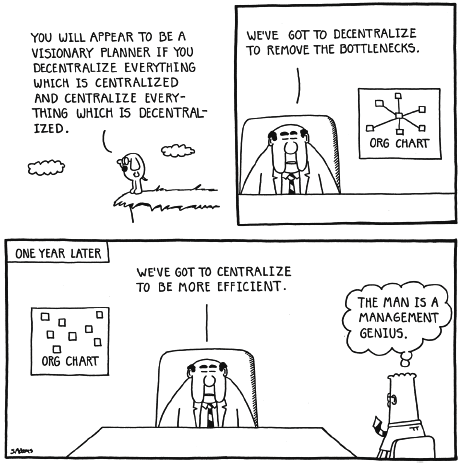 YOU WILL APPEAR TO BE A
VISIONARY PLANNER IF YOU
DECENTRALIZE EVERYTHING
WHICH IS CENTRALIZED
AND CENTRALIZE EVERY-
THING WHICH IS DECENTRAL-
IZED.
WE'VE GOT TO DECENTRALIZE
TO REMOVE THE BOTTLENECKS.
ORG CHART
ONE YEAR LATER
WE'VE GOT TO CENTRALIZE
TO BE MORE EFFICIENT.
ORG CHART
THE MAN IS A
MANAGEMENT
GENIUS.
S.Adams